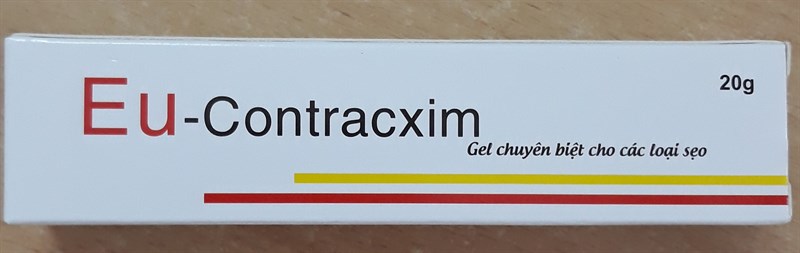 20g
Eu-Contracxim
Gel chuyên biệt cho các loại sẹo